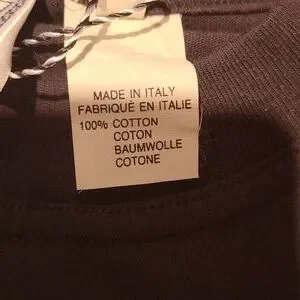 MADE IN ITALY
FABRIQUÈ EN ITALIE
100% COTTON
COTON
BAUMWOLLE
COTONE